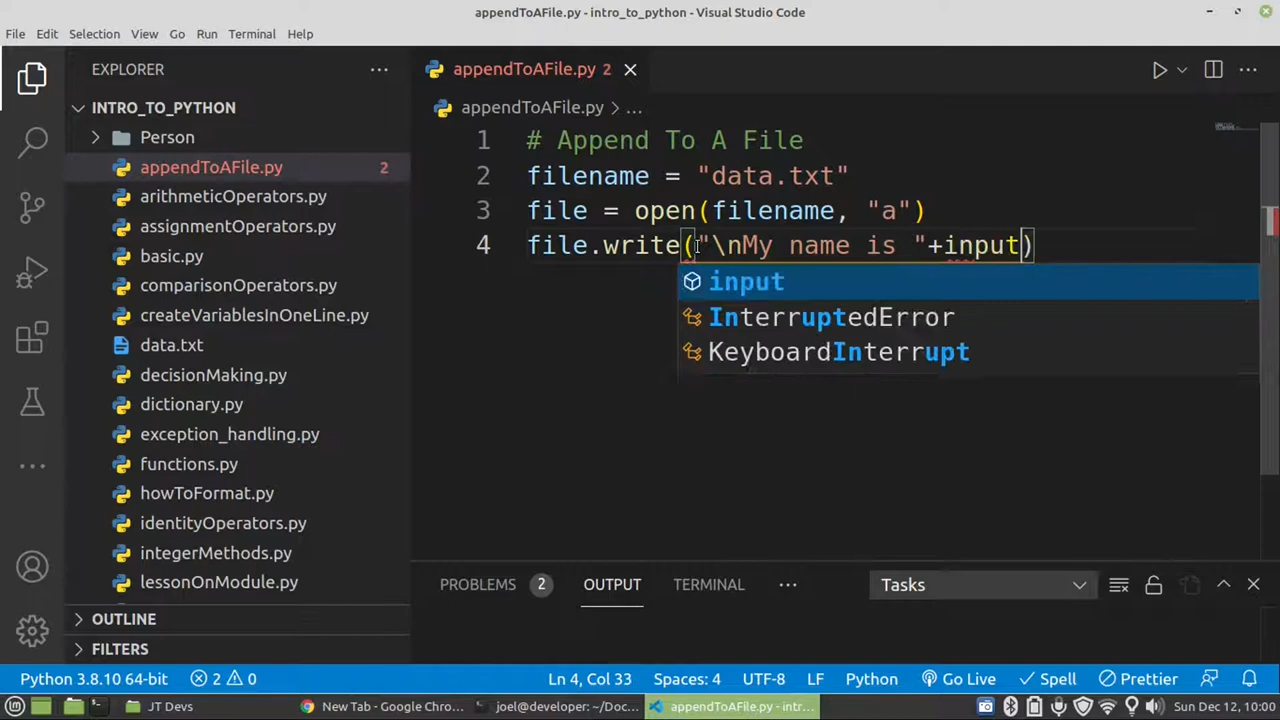 appendToAFile.py - intro_to_python - Visual Studio Code
File Edit Selection View Go Run Terminal Help
EXPLORER
appendToAFile.py 2
INTRO_TO_PYTHON
appendToAFile.py > ...
Person
appendToAFile.py 2
arithmeticOperators.py
assignmentOperators.py
basic.py
comparisonOperators.py
createVariablesInOneLine.py
data.txt
decisionMaking.py
dictionary.py
exception_handling.py
functions.py
howToFormat.py
identityOperators.py
integerMethods.py
lessonOnModule.py
OUTLINE
FILTERS
1 # Append To A File
2 filename = "data.txt"
3 file = open(filename, "a")
4 file.write("\nMy name is "+input)
input
InterruptedError
KeyboardInterrupt
PROBLEMS 2 OUTPUT TERMINAL ... Tasks
Python 3.8.10 64-bit 2 0 Ln 4, Col 33 Spaces: 4 UTF-8 LF Python Go Live Spell Prettier
JT Devs New Tab - Google Chro... joel@developer: ~/Doc... appendToAFile.py - intr... Sun Dec 12, 10:00